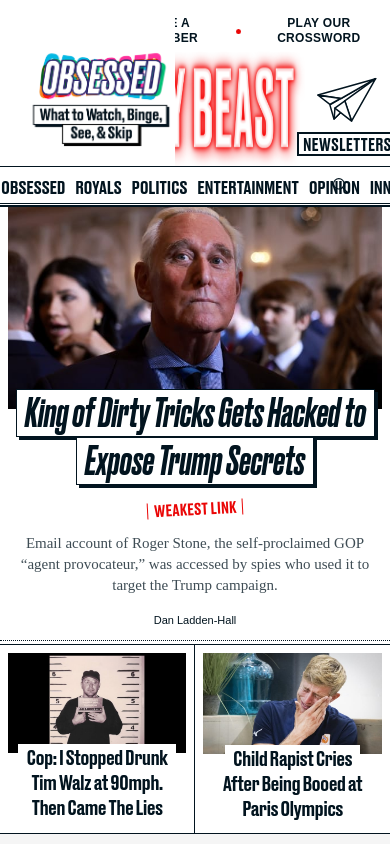 E A
BER
PLAY OUR
CROSSWORD
OBSESSED
What to Watch, Binge,
See, & Skip
Y BEAST
NEWSLETTERS
OBSESSED ROYALS POLITICS ENTERTAINMENT OPINION INN
King of Dirty Tricks Gets Hacked to
Expose Trump Secrets
WEAKEST LINK
Email account of Roger Stone, the self-proclaimed GOP
“agent provocateur,” was accessed by spies who used it to
target the Trump campaign.
Dan Ladden-Hall
Cop: I Stopped Drunk
Tim Walz at 90mph.
Then Came The Lies
Child Rapist Cries
After Being Booed at
Paris Olympics